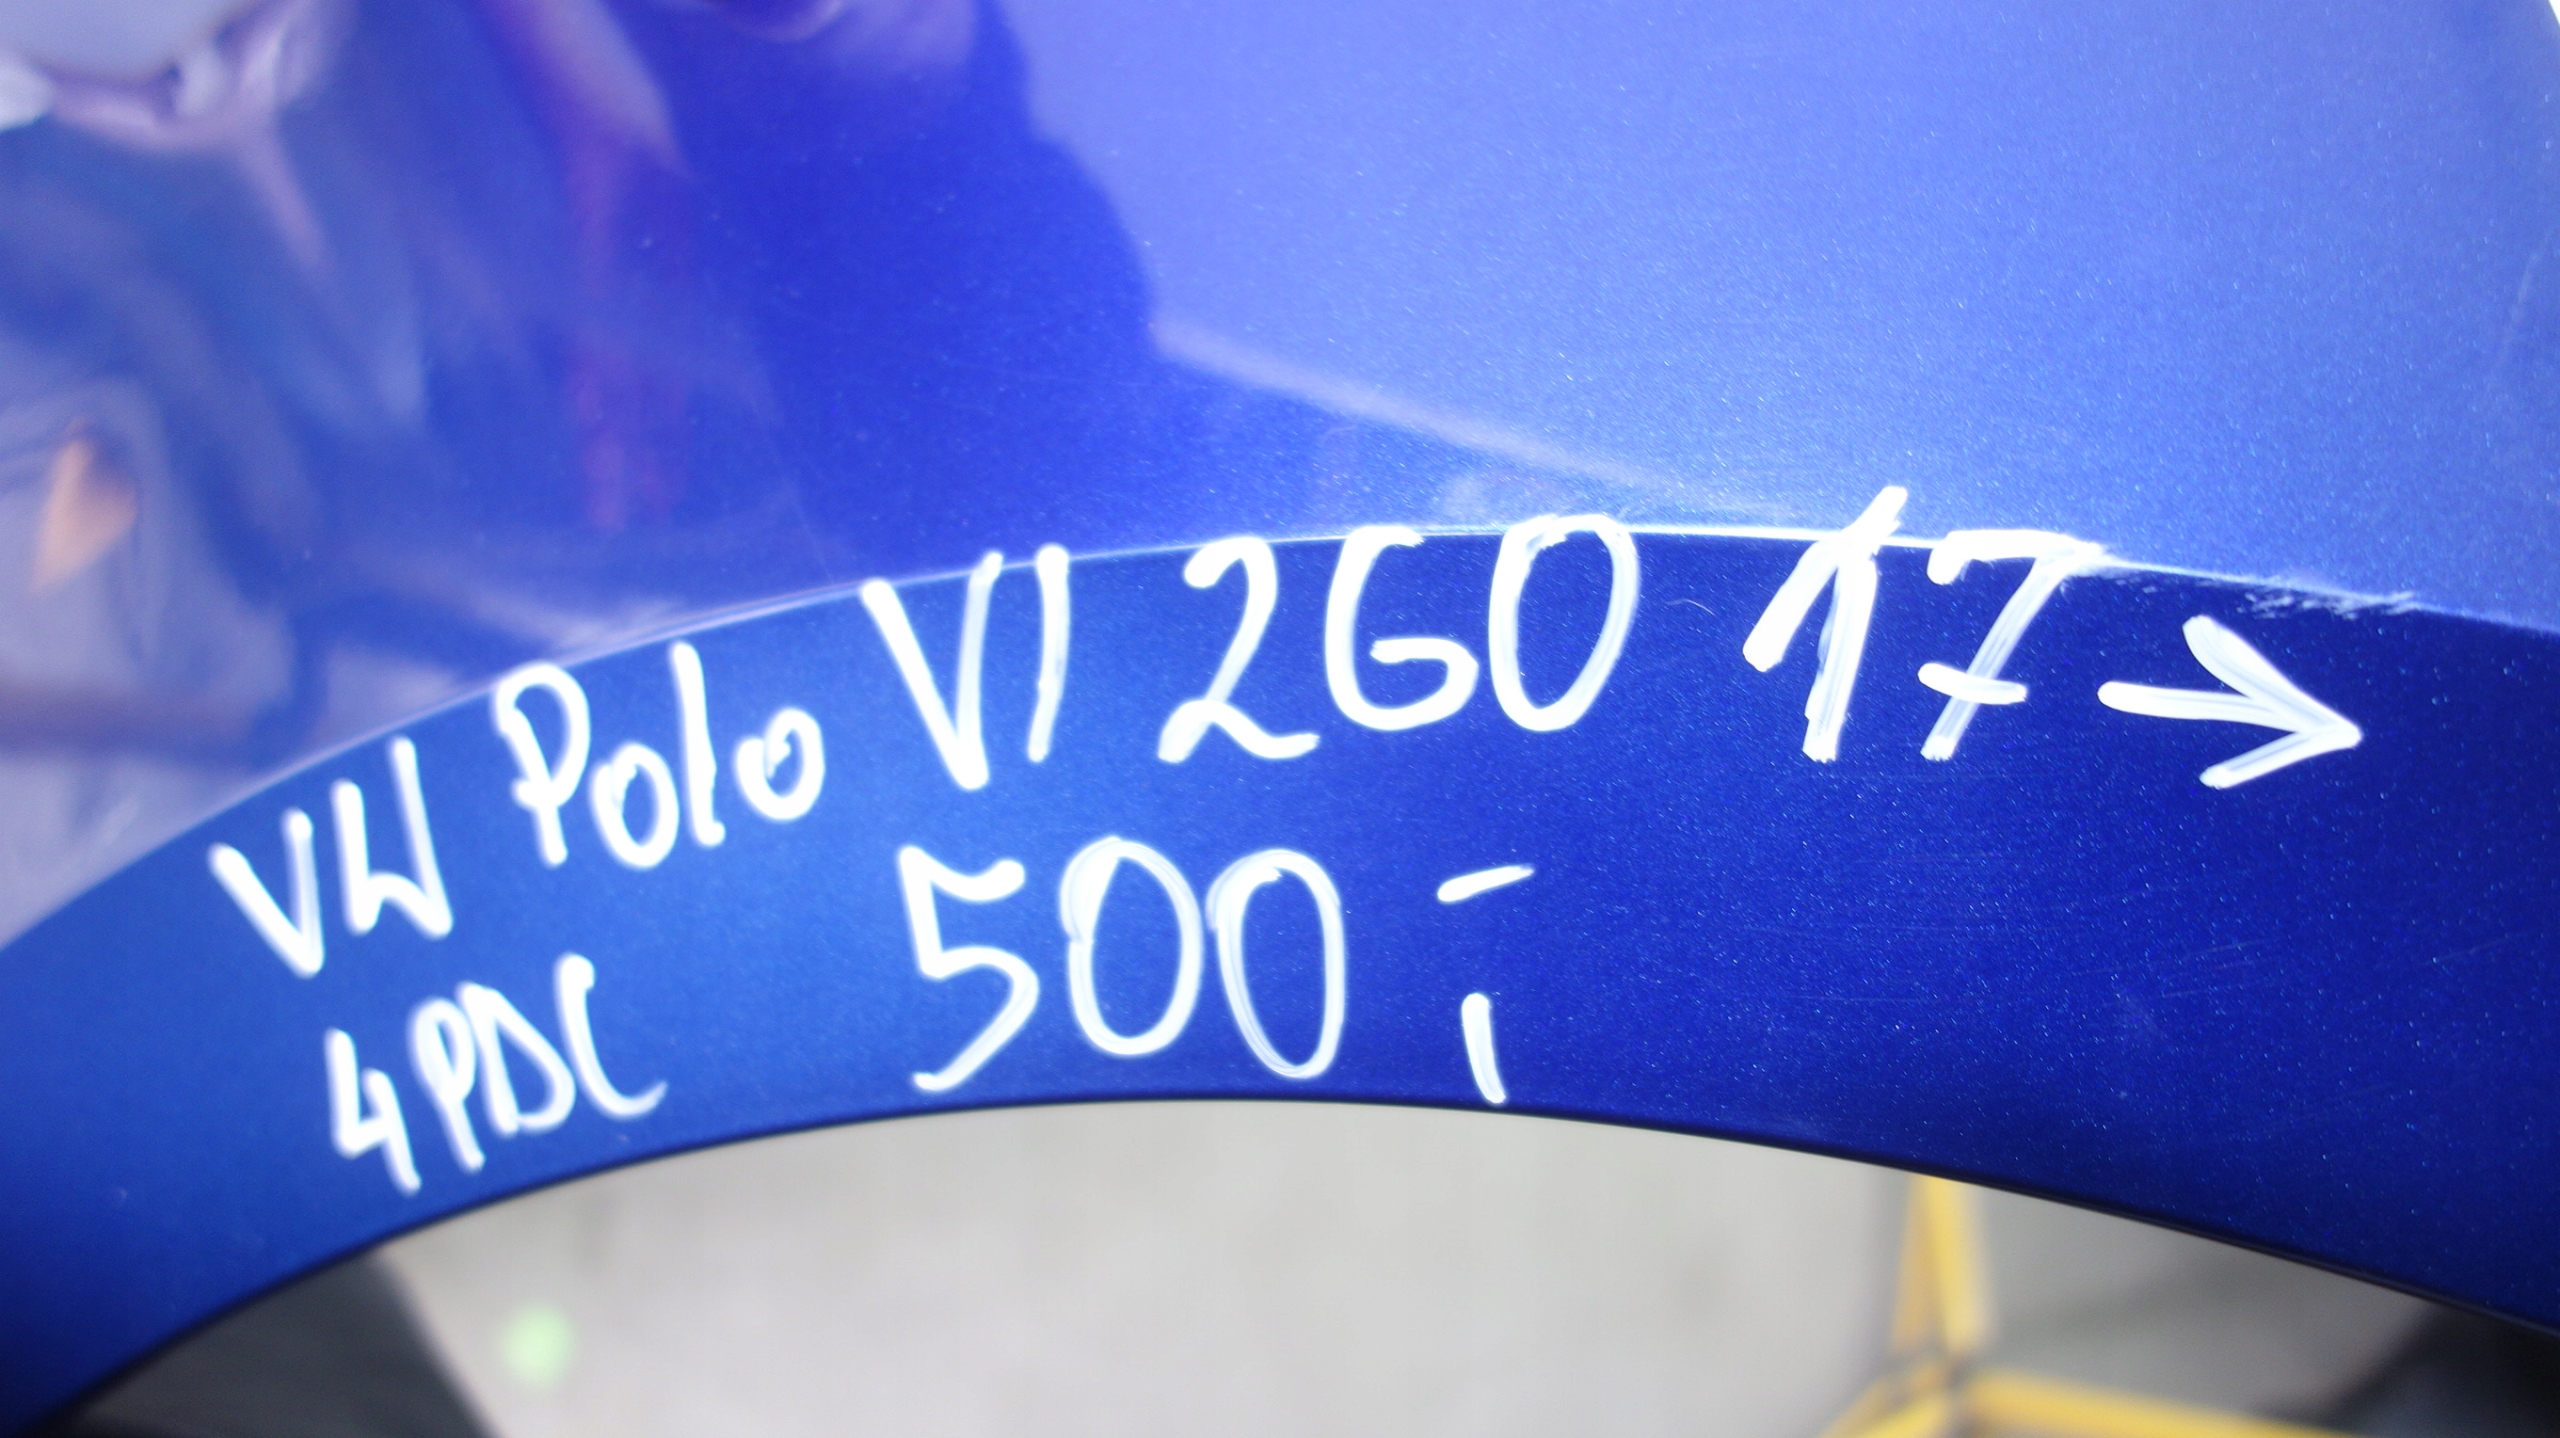 VW Polo VI 2G0 17→
4PDC 500,-